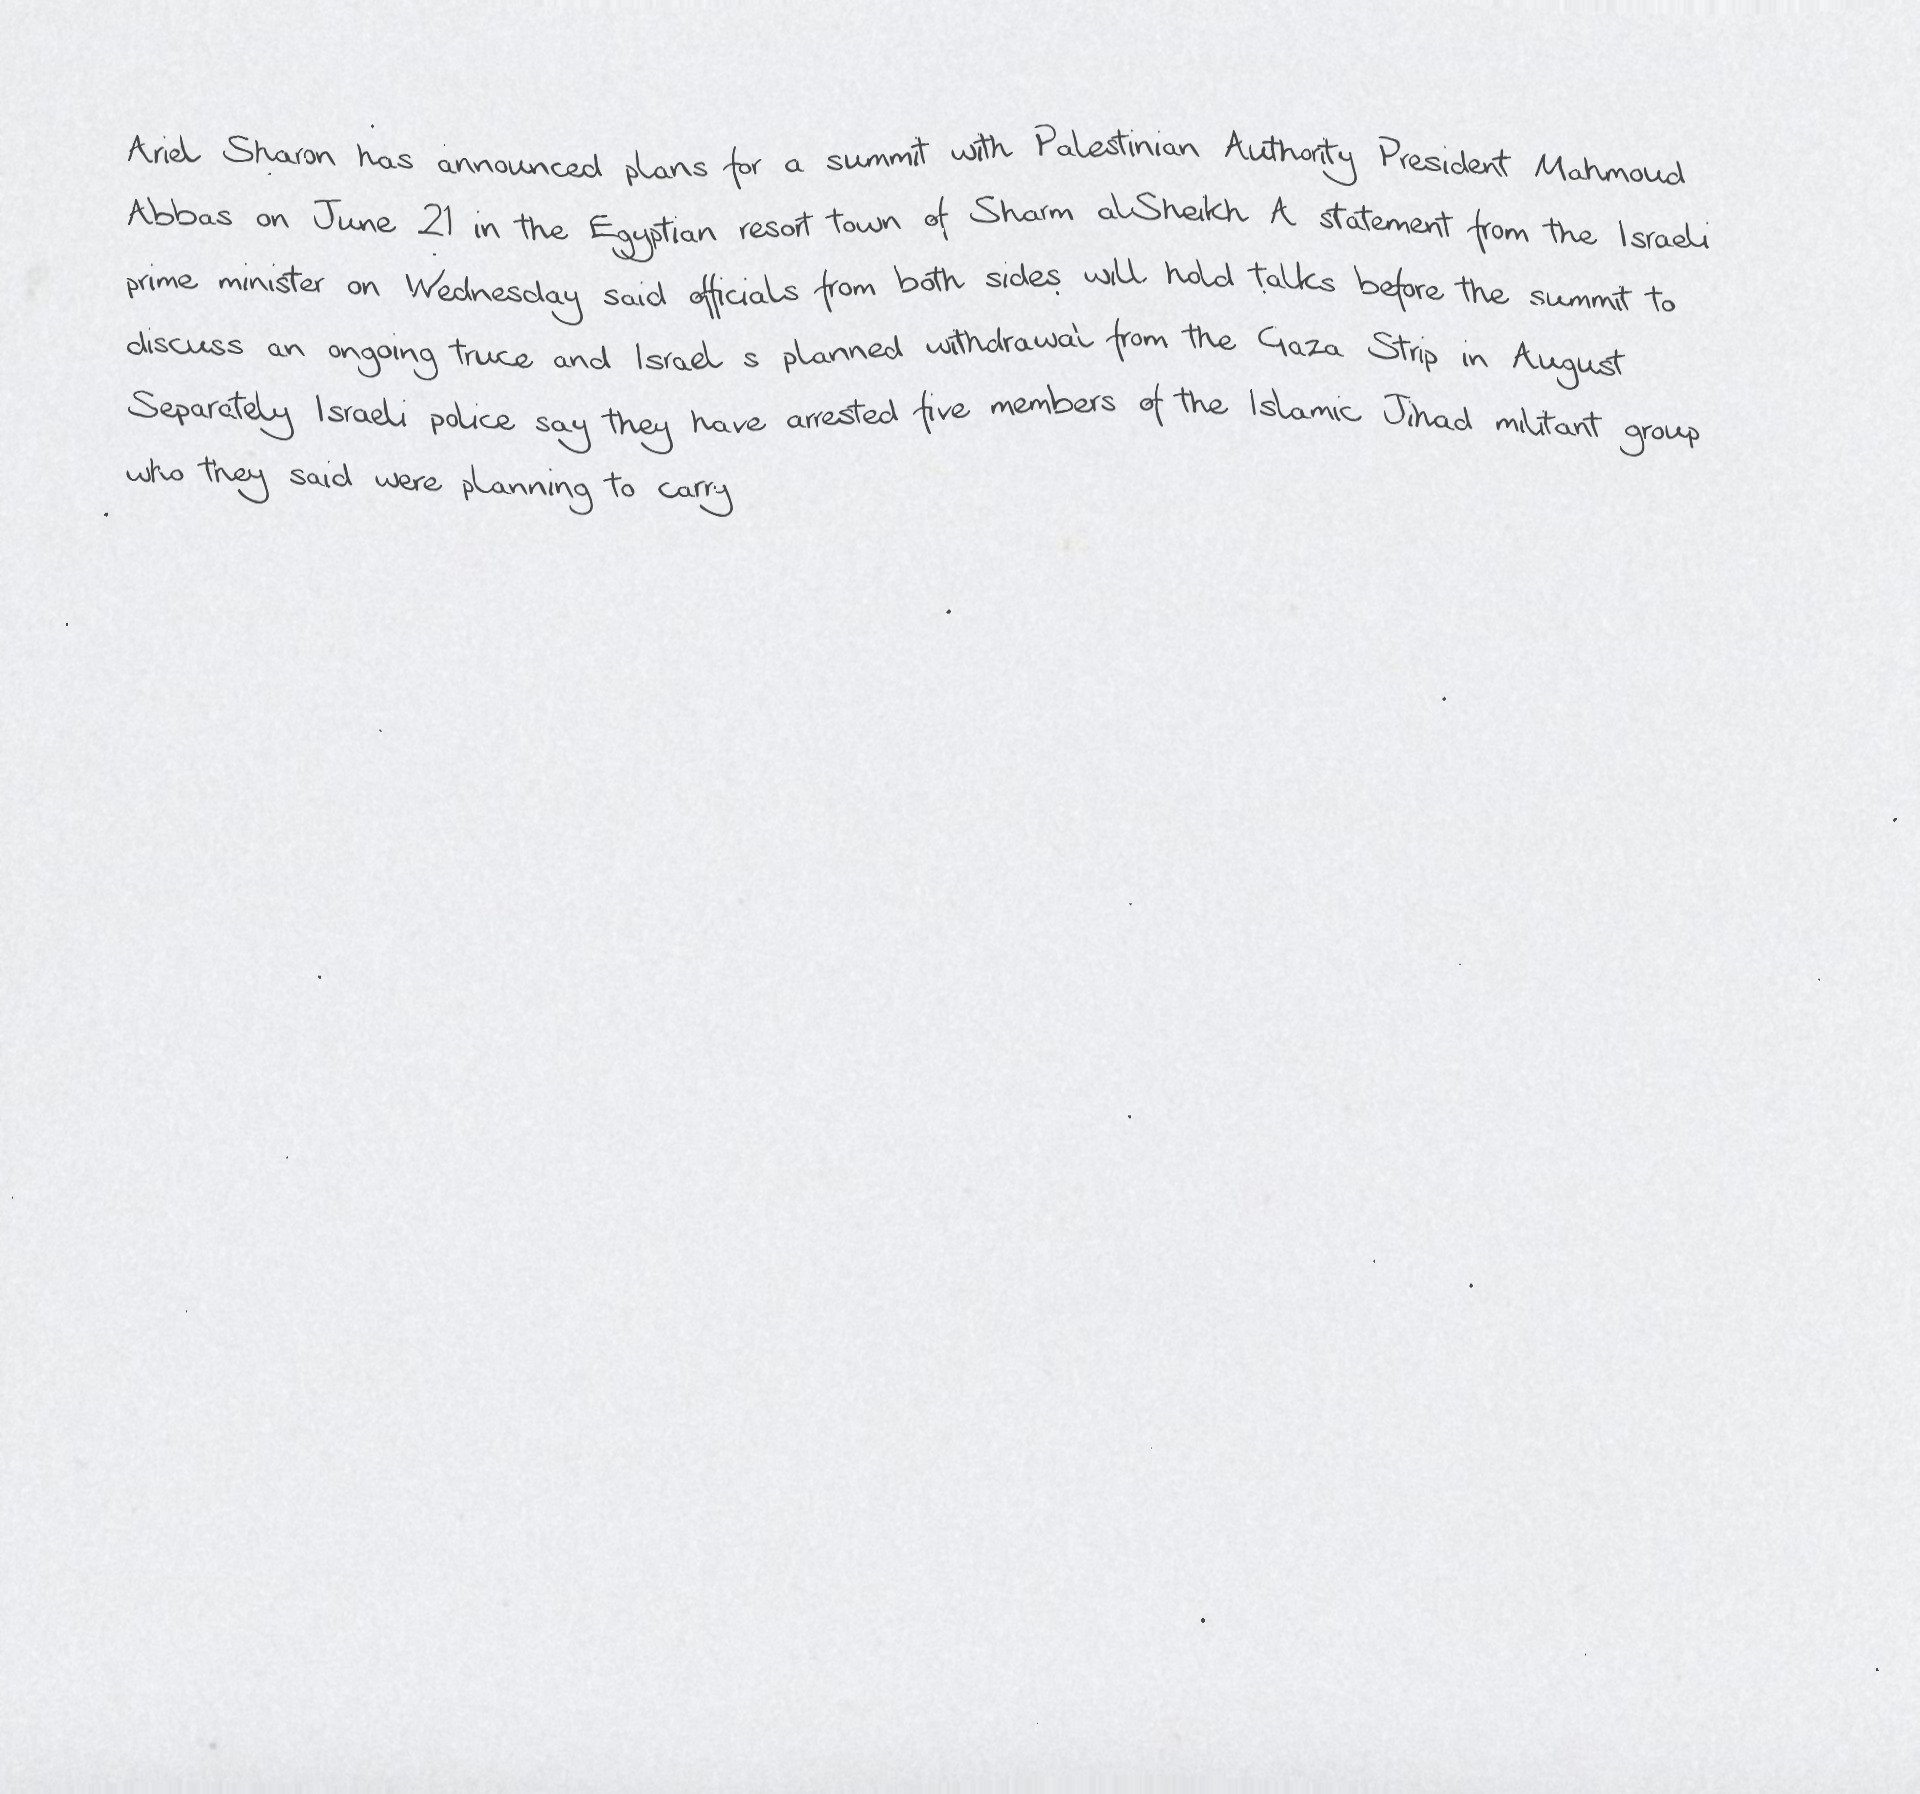 Ariel Sharon has announced plans for a summit with Palestinian Authority President Mahmoud
Abbas on June 21 in the Egyptian resort town of Sharm alSheikh A statement from the Israeli
prime minister on Wednesday said officials from both sides will hold talks before the summit to
discuss an ongoing truce and Israel s planned withdrawal from the Gaza Strip in August
Separately Israeli police say they have arrested five members of the Islamic Jihad militant group
who they said were planning to carry